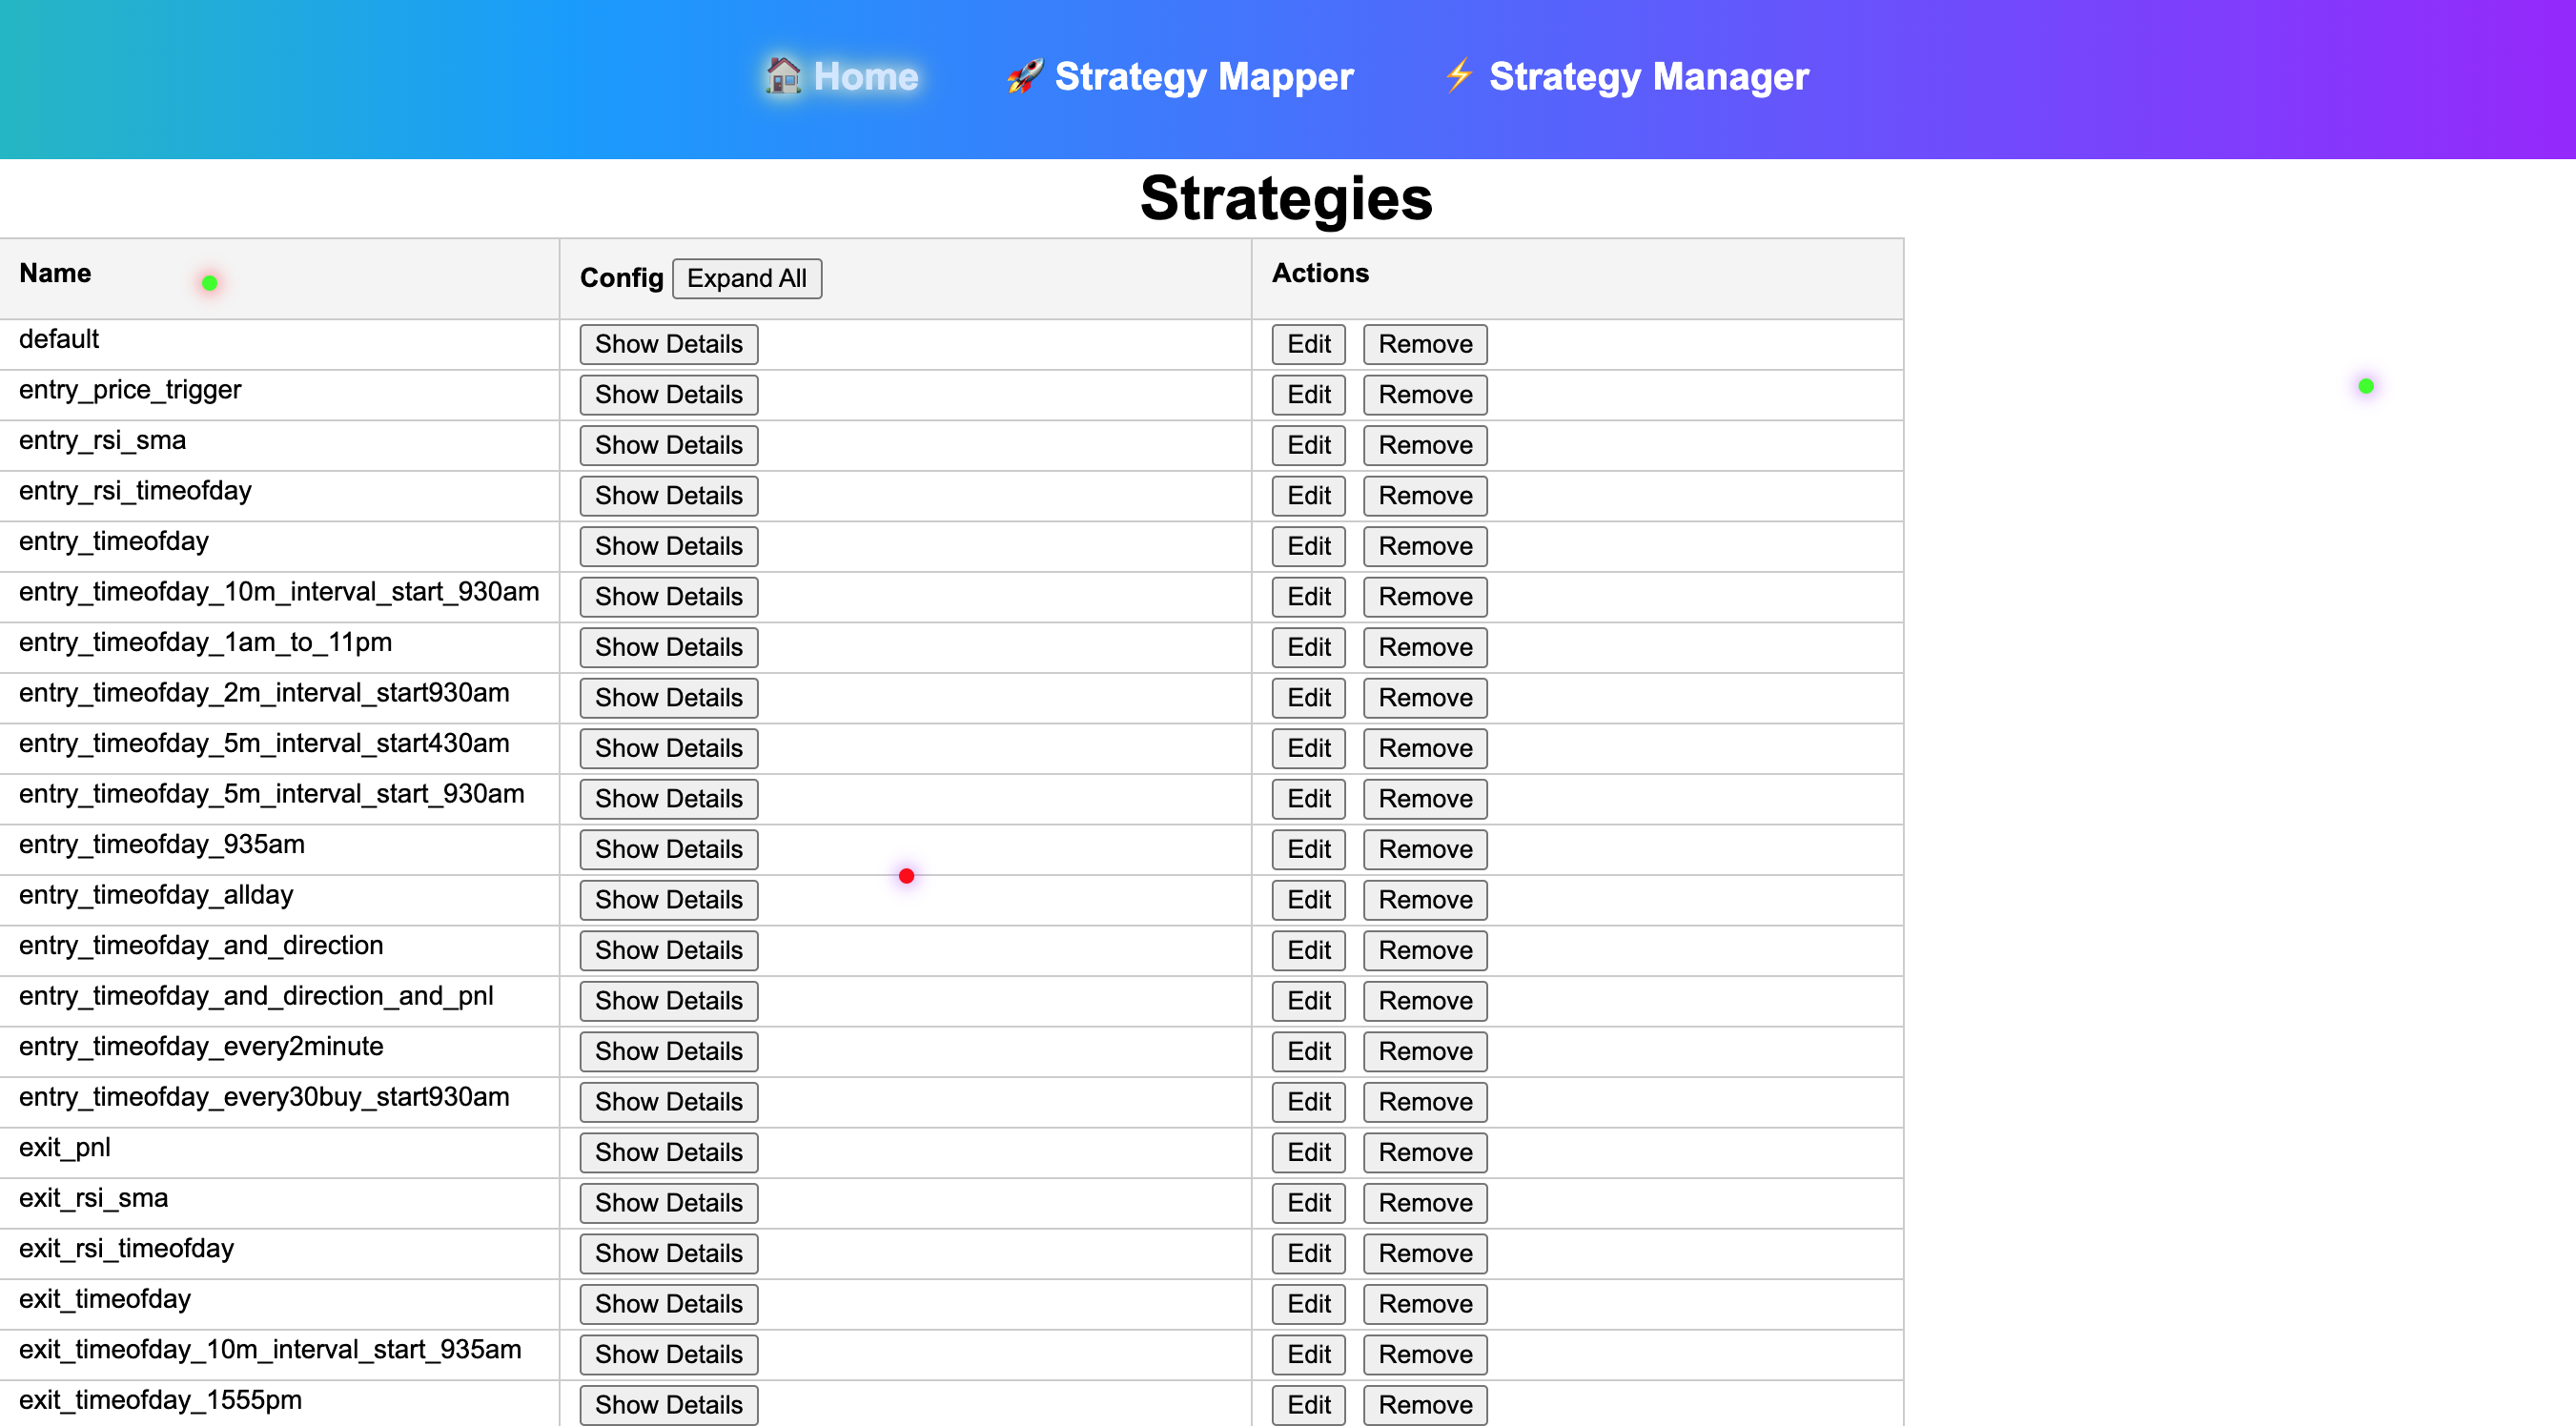 🏠 Home 🚀 Strategy Mapper ⚡ Strategy Manager
Strategies
Name Config Expand All Actions
default Show Details Edit Remove
entry_price_trigger Show Details Edit Remove
entry_rsi_sma Show Details Edit Remove
entry_rsi_timeofday Show Details Edit Remove
entry_timeofday Show Details Edit Remove
entry_timeofday_10m_interval_start_930am Show Details Edit Remove
entry_timeofday_1am_to_11pm Show Details Edit Remove
entry_timeofday_2m_interval_start930am Show Details Edit Remove
entry_timeofday_5m_interval_start430am Show Details Edit Remove
entry_timeofday_5m_interval_start_930am Show Details Edit Remove
entry_timeofday_935am Show Details Edit Remove
entry_timeofday_allday Show Details Edit Remove
entry_timeofday_and_direction Show Details Edit Remove
entry_timeofday_and_direction_and_pnl Show Details Edit Remove
entry_timeofday_every2minute Show Details Edit Remove
entry_timeofday_every30buy_start930am Show Details Edit Remove
exit_pnl Show Details Edit Remove
exit_rsi_sma Show Details Edit Remove
exit_rsi_timeofday Show Details Edit Remove
exit_timeofday Show Details Edit Remove
exit_timeofday_10m_interval_start_935am Show Details Edit Remove
exit_timeofday_1555pm Show Details Edit Remove